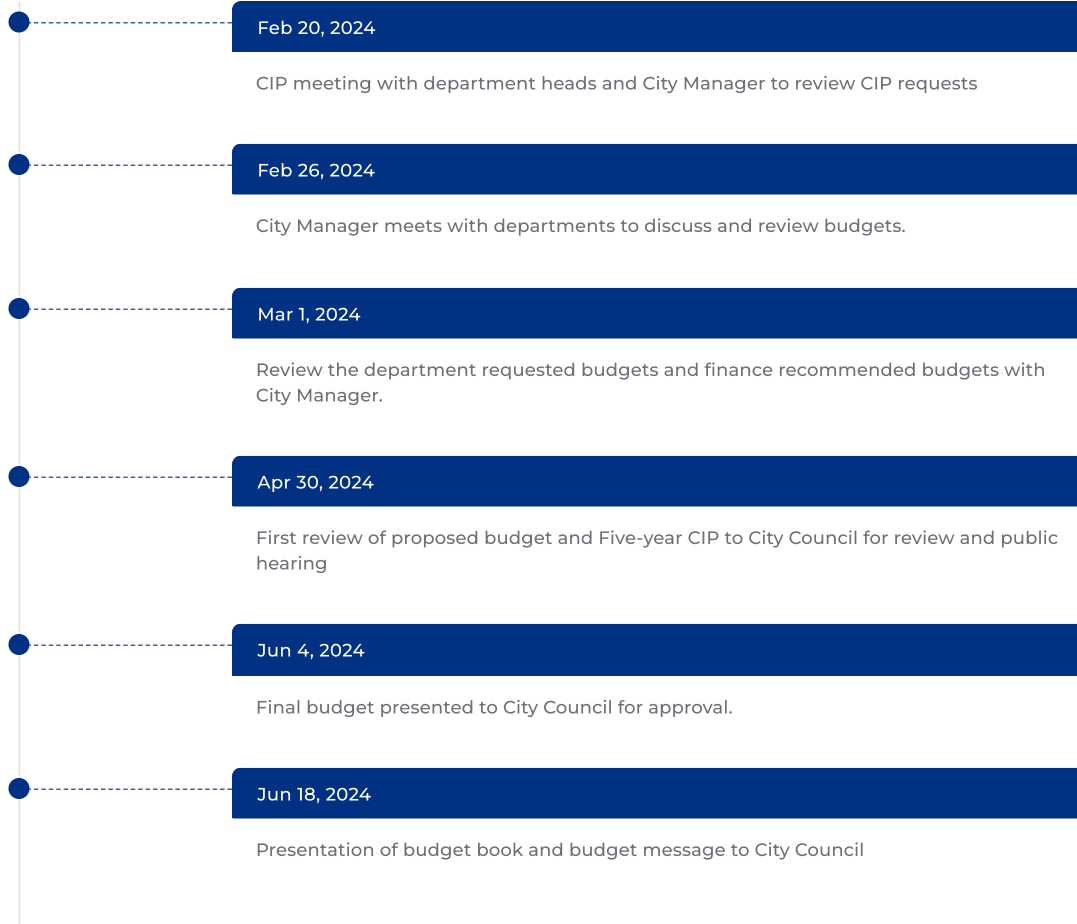 Feb 20, 2024
CIP meeting with department heads and City Manager to review CIP requests
Feb 26, 2024
City Manager meets with departments to discuss and review budgets.
Mar 1, 2024
Review the department requested budgets and finance recommended budgets with
City Manager.
Apr 30, 2024
First review of proposed budget and Five-year CIP to City Council for review and public
hearing
Jun 4, 2024
Final budget presented to City Council for approval.
Jun 18, 2024
Presentation of budget book and budget message to City Council